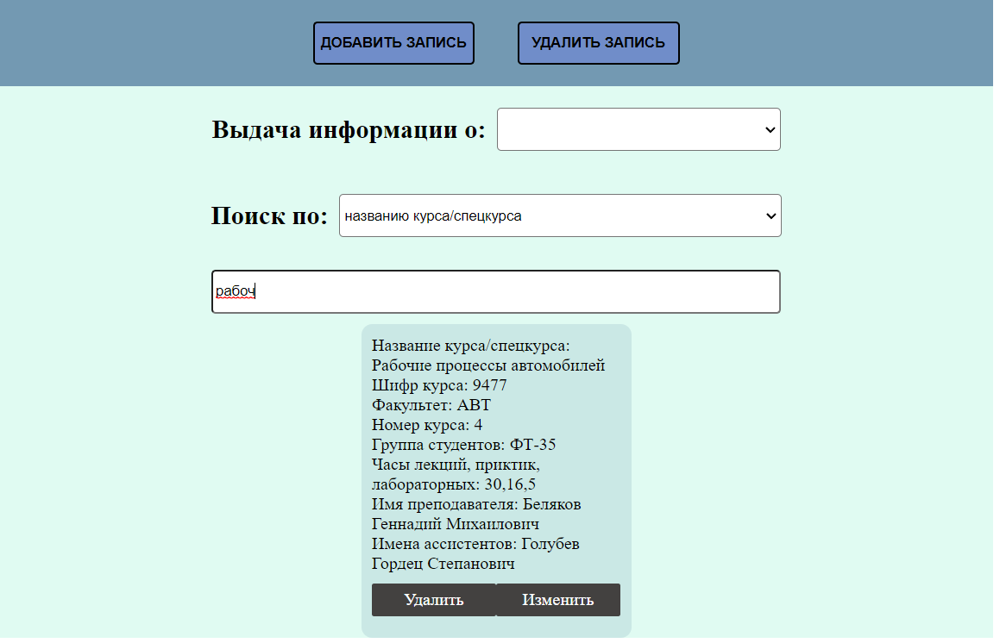 ДОБАВИТЬ ЗАПИСЬ УДАЛИТЬ ЗАПИСЬ
Выдача информации о:
Поиск по: названию курса/спецкурса
рабоч
Название курса/спецкурса:
Рабочие процессы автомобилей
Шифр курса: 9477
Факультет: АВТ
Номер курса: 4
Группа студентов: ФТ-35
Часы лекций, приктик,
лабораторных: 30,16,5
Имя преподавателя: Беляков
Геннадий Михаилович
Имена ассистентов: Голубев
Гордец Степанович
Удалить Изменить